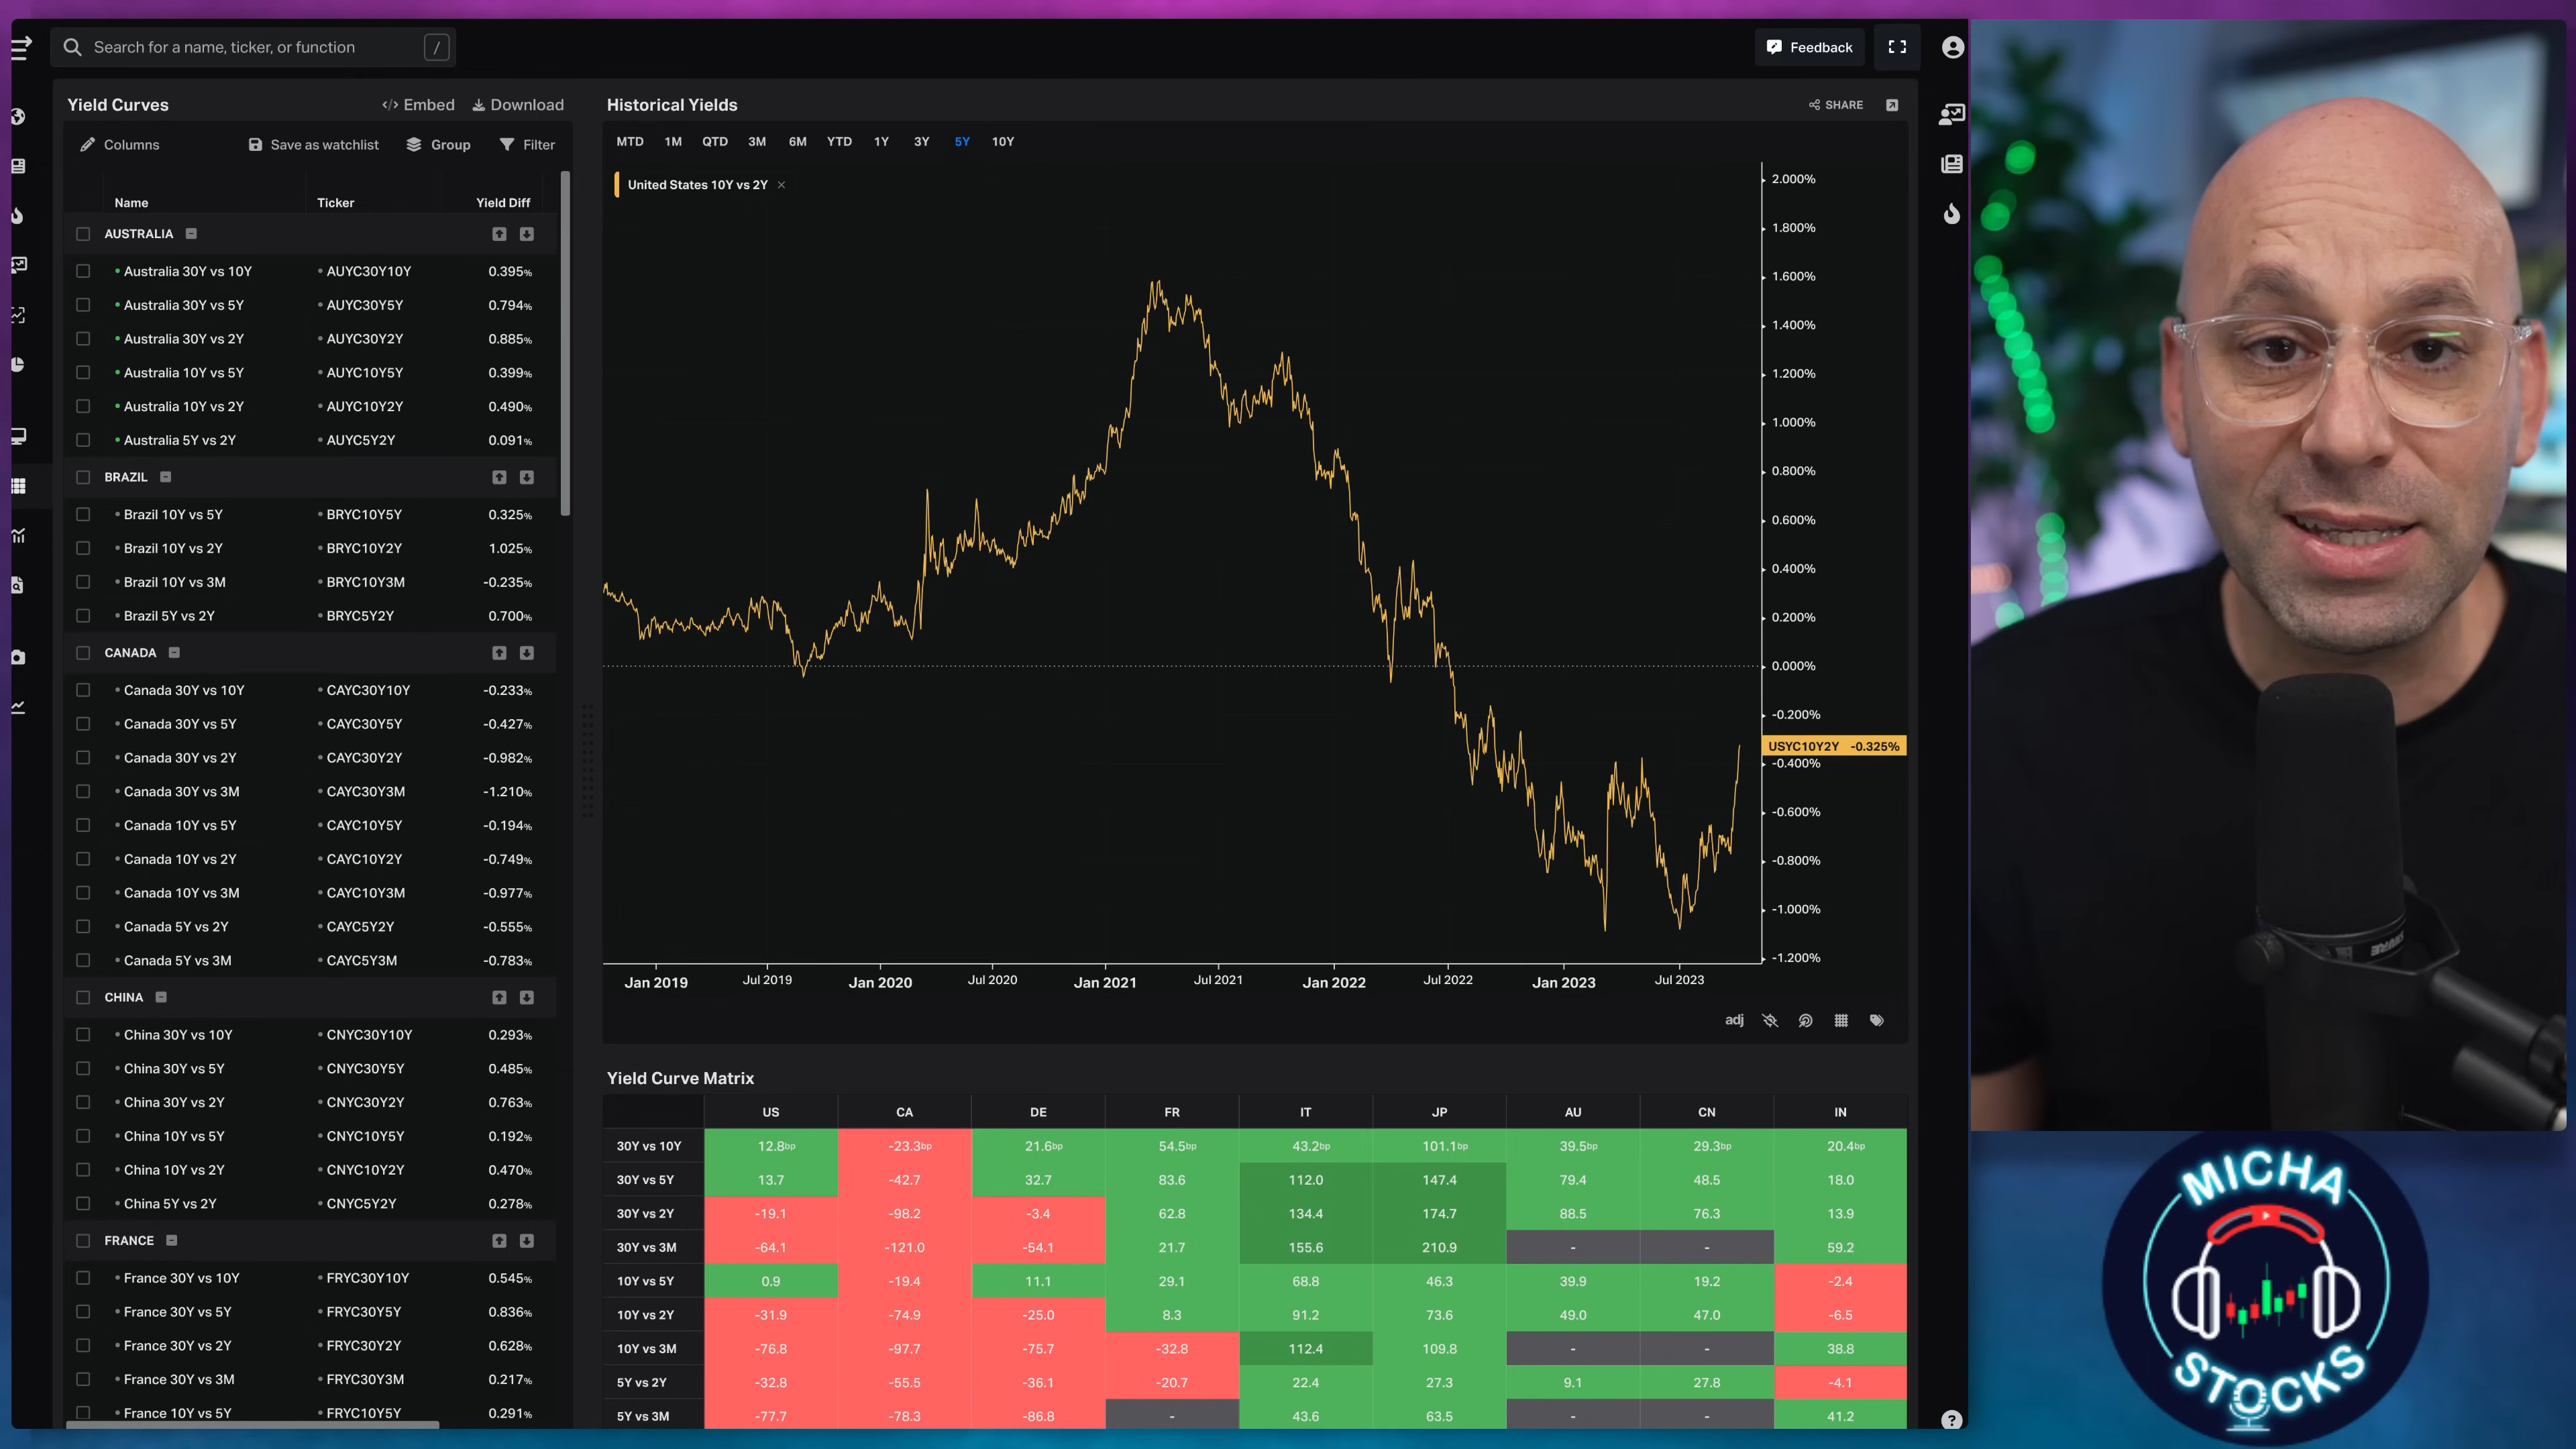 Search for a name, ticker, or function /
Feedback
Yield Curves
Embed
Download
Columns
Save as watchlist
Group
Filter
Name Ticker Yield Diff
AUSTRALIA
Australia 30Y vs 10Y AUYC30Y10Y 0.395%
Australia 30Y vs 5Y AUYC30Y5Y 0.794%
Australia 30Y vs 2Y AUYC30Y2Y 0.885%
Australia 10Y vs 5Y AUYC10Y5Y 0.399%
Australia 10Y vs 2Y AUYC10Y2Y 0.490%
Australia 5Y vs 2Y AUYC5Y2Y 0.091%
BRAZIL
Brazil 10Y vs 5Y BRYC10Y5Y 0.325%
Brazil 10Y vs 2Y BRYC10Y2Y 1.025%
Brazil 10Y vs 3M BRYC10Y3M -0.235%
Brazil 5Y vs 2Y BRYC5Y2Y 0.700%
CANADA
Canada 30Y vs 10Y CAYC30Y10Y -0.233%
Canada 30Y vs 5Y CAYC30Y5Y -0.427%
Canada 30Y vs 2Y CAYC30Y2Y -0.982%
Canada 30Y vs 3M CAYC30Y3M -1.210%
Canada 10Y vs 5Y CAYC10Y5Y -0.194%
Canada 10Y vs 2Y CAYC10Y2Y -0.749%
Canada 10Y vs 3M CAYC10Y3M -0.977%
Canada 5Y vs 2Y CAYC5Y2Y -0.555%
Canada 5Y vs 3M CAYC5Y3M -0.783%
CHINA
China 30Y vs 10Y CNYC30Y10Y 0.293%
China 30Y vs 5Y CNYC30Y5Y 0.485%
China 30Y vs 2Y CNYC30Y2Y 0.763%
China 10Y vs 5Y CNYC10Y5Y 0.192%
China 10Y vs 2Y CNYC10Y2Y 0.470%
China 5Y vs 2Y CNYC5Y2Y 0.278%
FRANCE
France 30Y vs 10Y FRYC30Y10Y 0.545%
France 30Y vs 5Y FRYC30Y5Y 0.836%
France 30Y vs 2Y FRYC30Y2Y 0.628%
France 30Y vs 3M FRYC30Y3M 0.217%
France 10Y vs 5Y FRYC10Y5Y 0.291%
Historical Yields
SHARE
MTD 1M QTD 3M 6M YTD 1Y 3Y 5Y 10Y
United States 10Y vs 2Y ×
2.000%
1.800%
1.600%
1.400%
1.200%
1.000%
0.800%
0.600%
0.400%
0.200%
0.000%
-0.200%
USYC10Y2Y -0.325%
-0.400%
-0.600%
-0.800%
-1.000%
-1.200%
Jan 2019 Jul 2019 Jan 2020 Jul 2020 Jan 2021 Jul 2021 Jan 2022 Jul 2022 Jan 2023 Jul 2023
adj
Yield Curve Matrix
US CA DE FR IT JP AU CN IN
30Y vs 10Y 12.8bp -23.3bp 21.6bp 54.5bp 43.2bp 101.1bp 39.5bp 29.3bp 20.4bp
30Y vs 5Y 13.7 -42.7 32.7 83.6 112.0 147.4 79.4 48.5 18.0
30Y vs 2Y -19.1 -98.2 -3.4 62.8 134.4 174.7 88.5 76.3 13.9
30Y vs 3M -64.1 -121.0 -54.1 21.7 155.6 210.9 - - 59.2
10Y vs 5Y 0.9 -19.4 11.1 29.1 68.8 46.3 39.9 19.2 -2.4
10Y vs 2Y -31.9 -74.9 -25.0 8.3 91.2 73.6 49.0 47.0 -6.5
10Y vs 3M -76.8 -97.7 -75.7 -32.8 112.4 109.8 - - 38.8
5Y vs 2Y -32.8 -55.5 -36.1 -20.7 22.4 27.3 9.1 27.8 -4.1
5Y vs 3M -77.7 -78.3 -86.8 - 43.6 63.5 - - 41.2
?
SHURE
MICHA
STOCKS